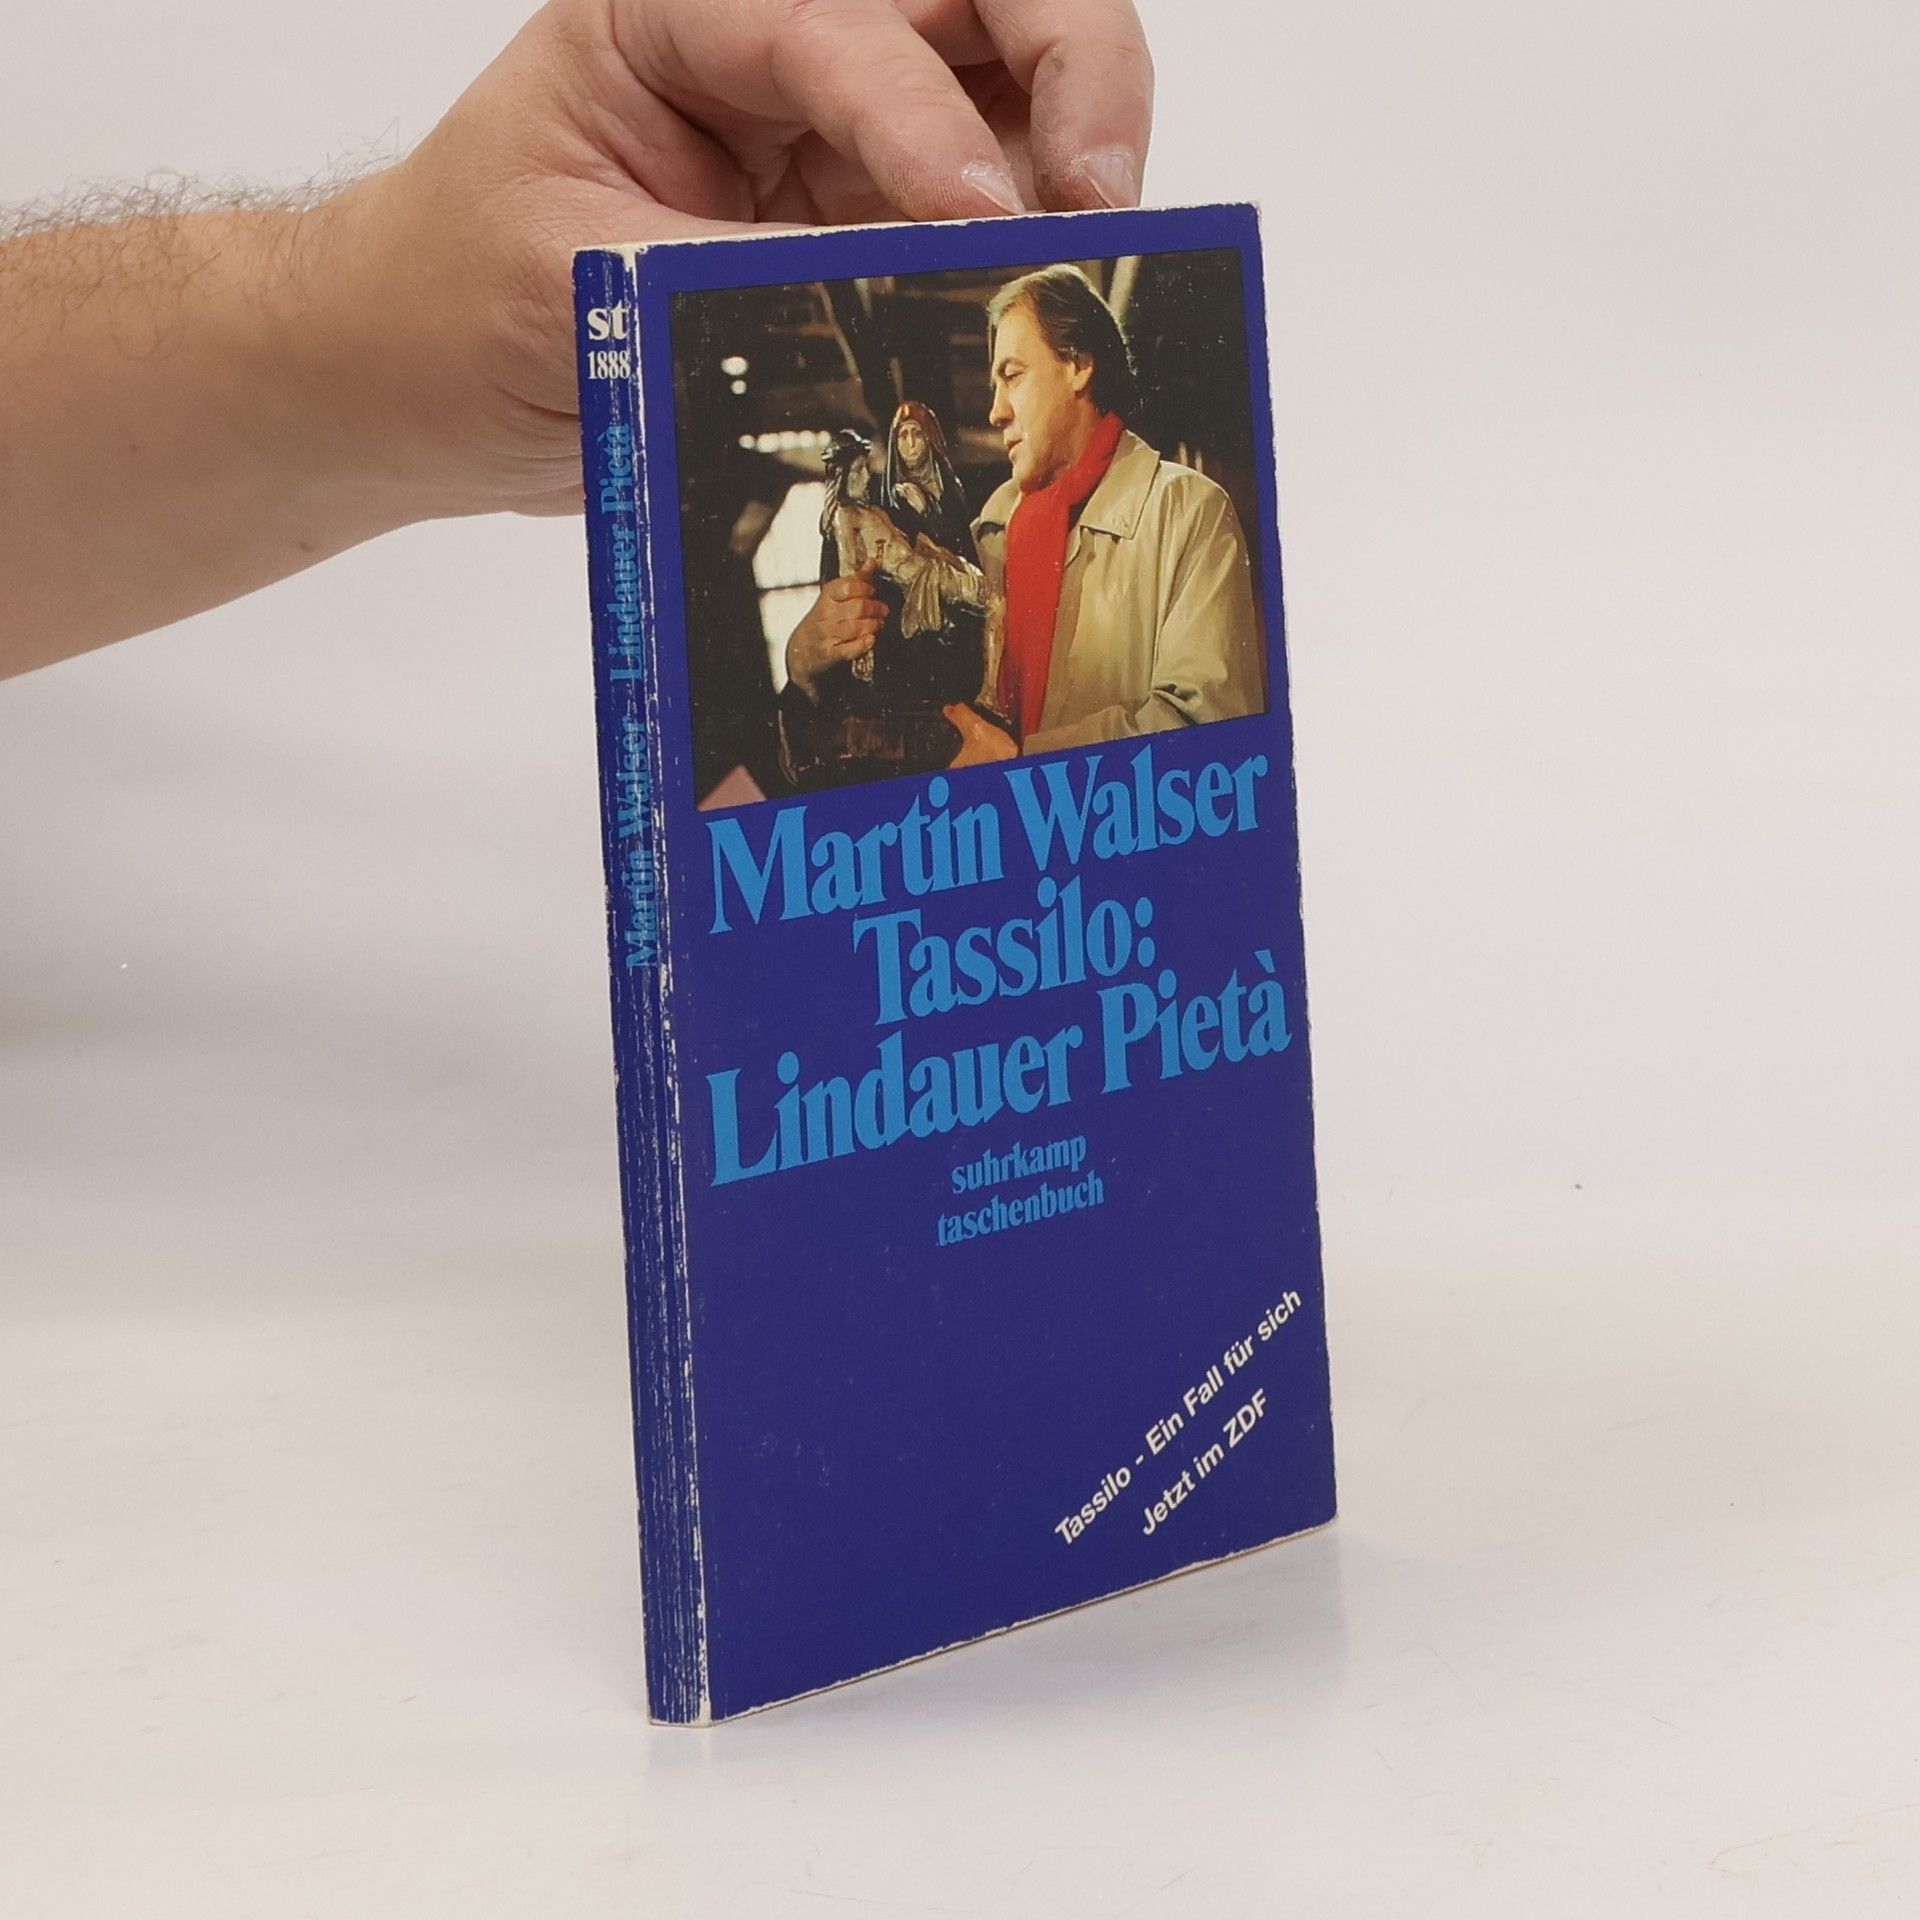 st
1888
Martin Walser · Lindauer Pietà
Martin Walser
Tassilo:
Lindauer Pietà
suhrkamp
taschenbuch
Tassilo - Ein Fall für sich
Jetzt im ZDF